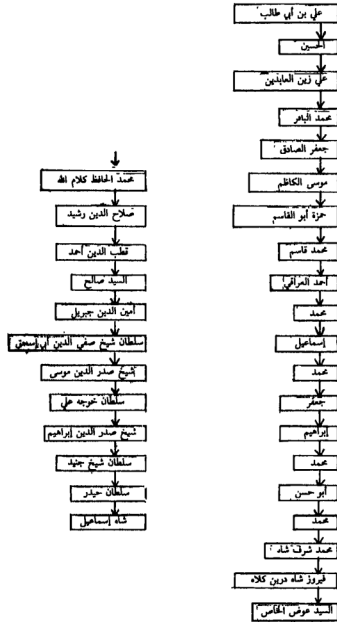 علي بن أبي طالب
الحسين
علي زين العابدين
محمد الباقر
جعفر الصادق
موسى الكاظم
حمزة أبو القاسم
محمد قاسم
أحمد العراقي
محمد
إسماعيل
محمد
جعفر
إبراهيم
محمد
أبو حسن
محمد
محمد شرف شاه
فيروز شاه درين كلاه
السيد عوض الخاص
محمد الحافظ كلام الله
صلاح الدين رشيد
قطب الدين أحمد
السيد صالح
أمين الدين جبريل
سلطان شيخ صفي الدين أبي إسحق
شيخ صدر الدين موسى
سلطان خوجه علي
شيخ صدر الدين إبراهيم
سلطان شيخ جنيد
سلطان حيدر
شاه إسماعيل